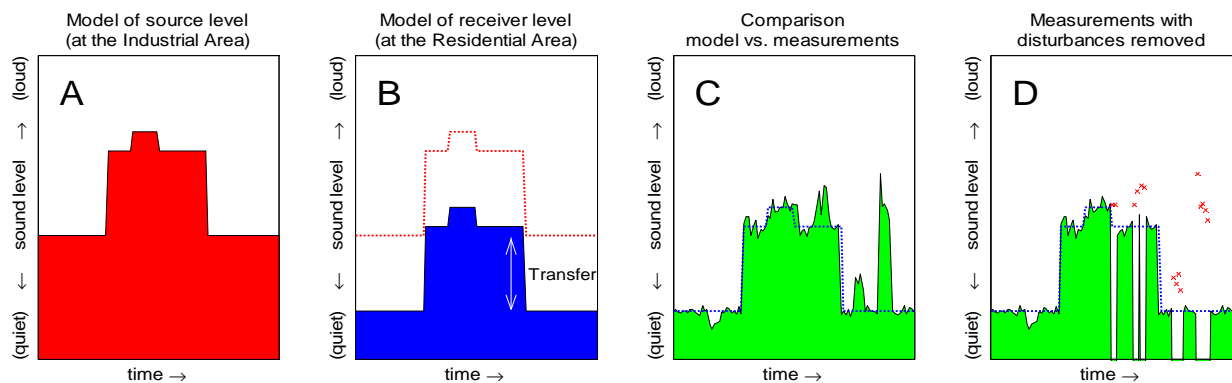 Model of source level
(at the Industrial Area)
A
(quiet) ← sound level → (loud)
time →
Model of receiver level
(at the Residential Area)
B
Transfer
(quiet) ← sound level → (loud)
time →
Comparison
model vs. measurements
C
(quiet) ← sound level → (loud)
time →
Measurements with
disturbances removed
D
(quiet) ← sound level → (loud)
time →